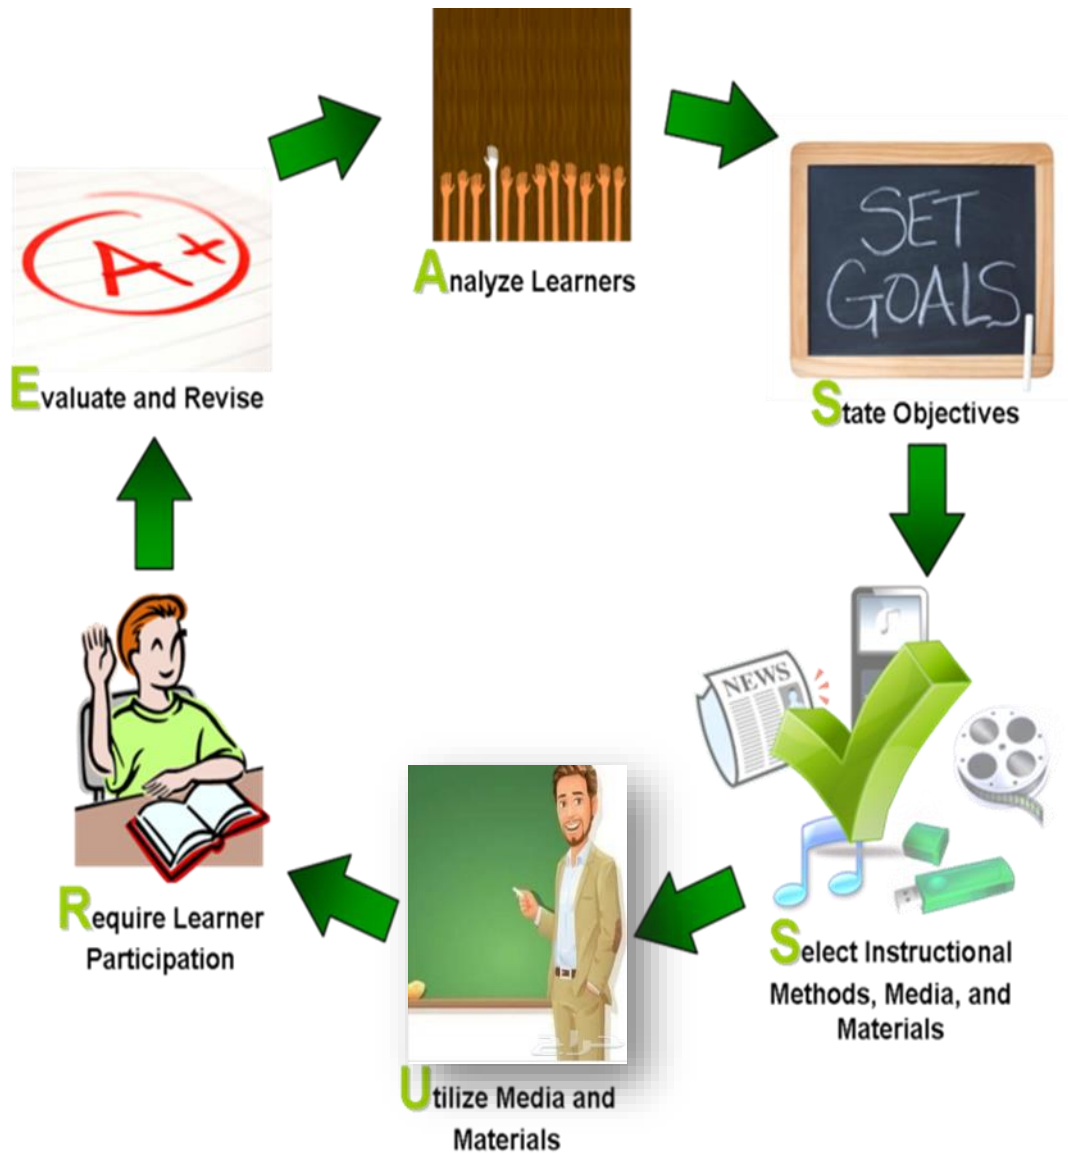 Analyze Learners
SET
GOALS
State Objectives
NEWS
Select Instructional
Methods, Media, and
Materials
حراج
Utilize Media and
Materials
Require Learner
Participation
A+
Evaluate and Revise